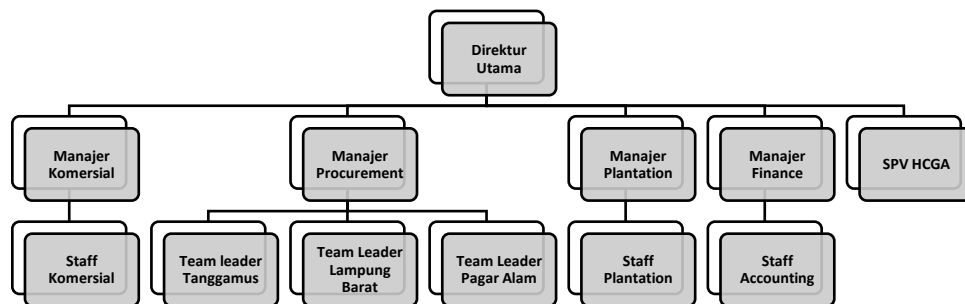 Direktur
Utama
Manajer
Komersial
Manajer
Procurement
Manajer
Plantation
Manajer
Finance
SPV HCGA
Staff
Komersial
Team leader
Tanggamus
Team Leader
Lampung
Barat
Team Leader
Pagar Alam
Staff
Plantation
Staff
Accounting